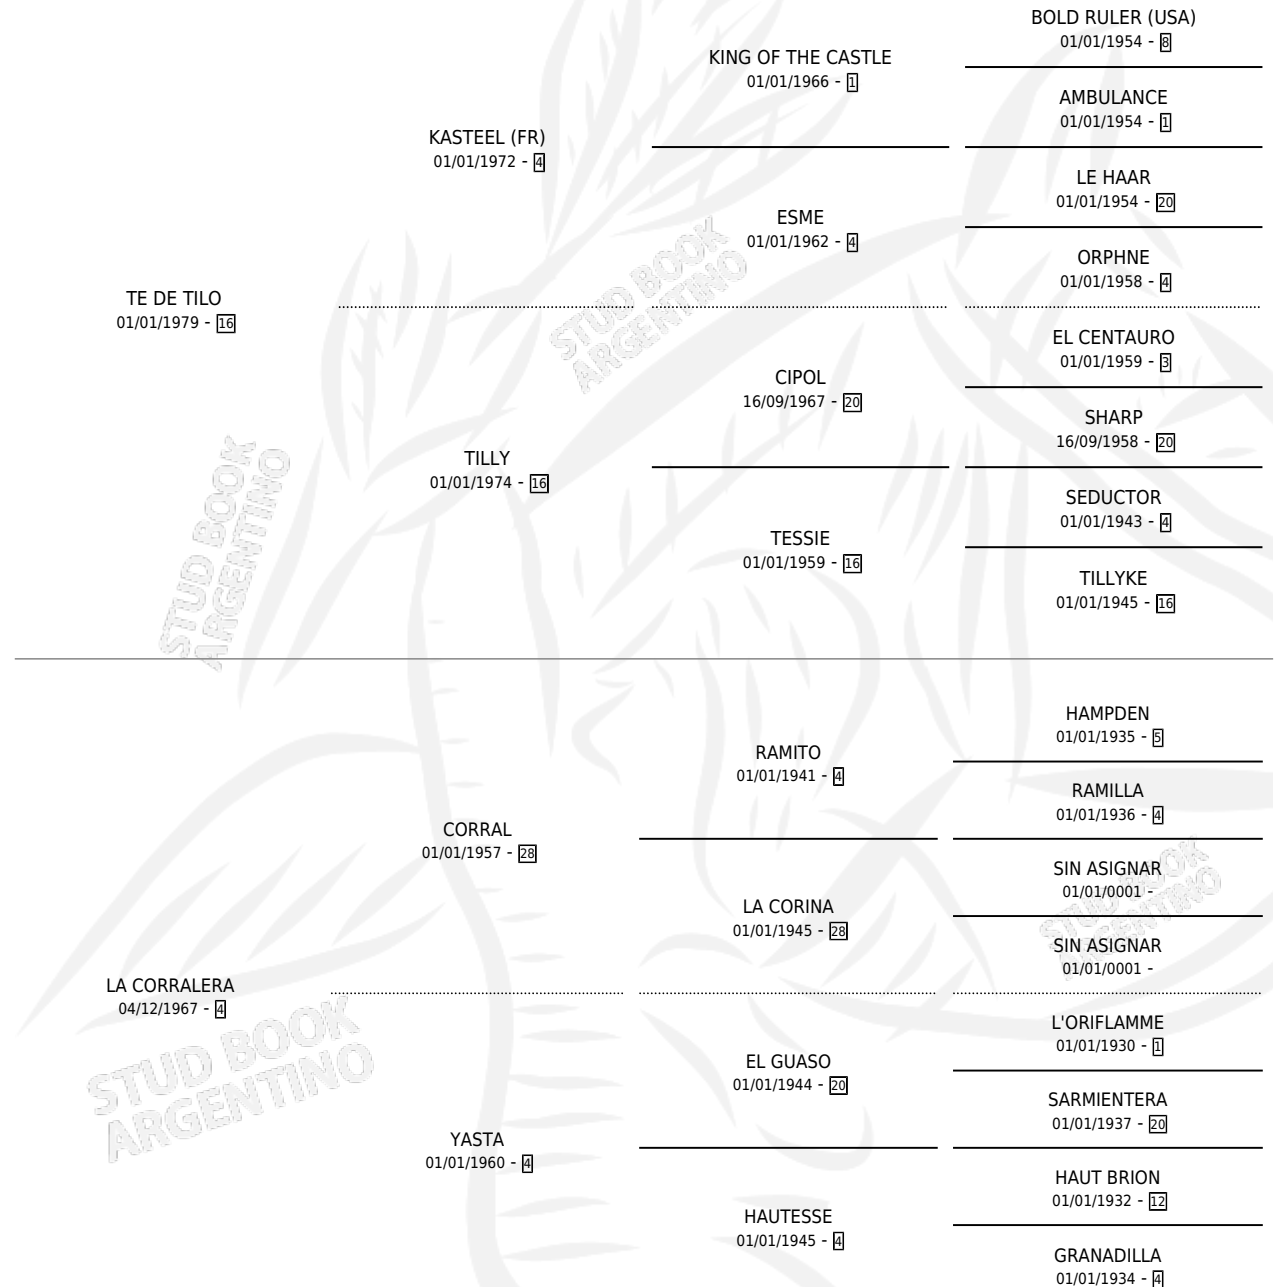 BOLD RULER (USA)
01/01/1954 - 8
KING OF THE CASTLE
01/01/1966 - 1
AMBULANCE
01/01/1954 - 1
KASTEEL (FR)
01/01/1972 - 4
LE HAAR
01/01/1954 - 20
ESME
01/01/1962 - 4
ORPHNE
01/01/1958 - 4
TE DE TILO
01/01/1979 - 16
EL CENTAURO
01/01/1959 - 3
CIPOL
16/09/1967 - 20
SHARP
16/09/1958 - 20
TILLY
01/01/1974 - 16
SEDUCTOR
01/01/1943 - 4
TESSIE
01/01/1959 - 16
TILLYKE
01/01/1945 - 16
HAMPDEN
01/01/1935 - 5
RAMITO
01/01/1941 - 4
RAMILLA
01/01/1936 - 4
CORRAL
01/01/1957 - 28
SIN ASIGNAR
01/01/0001 -
LA CORINA
01/01/1945 - 28
SIN ASIGNAR
01/01/0001 -
LA CORRALERA
04/12/1967 - 4
L'ORIFLAMME
01/01/1930 - 1
EL GUASO
01/01/1944 - 20
SARMIENTERA
01/01/1937 - 20
YASTA
01/01/1960 - 4
HAUT BRION
01/01/1932 - 12
HAUTESSE
01/01/1945 - 4
GRANADILLA
01/01/1934 - 4
STUD BOOK
ARGENTINO
STUD BOOK
ARGENTINO
STUD BOOK
ARGENTINO
STUD BOOK
ARGENTINO